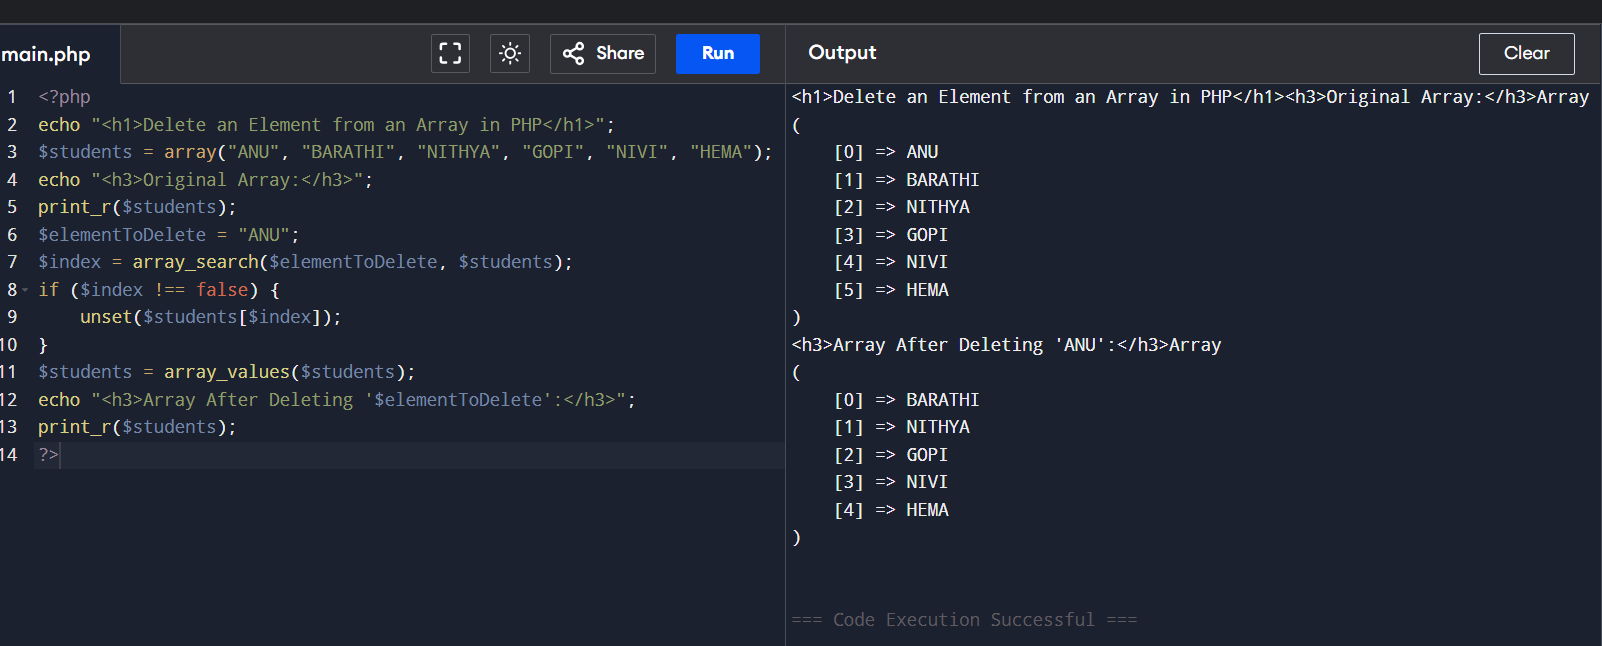 main.php
Share
Run
Output
Clear
1 <?php
2 echo "<h1>Delete an Element from an Array in PHP</h1>";
3 $students = array("ANU", "BARATHI", "NITHYA", "GOPI", "NIVI", "HEMA");
4 echo "<h3>Original Array:</h3>";
5 print_r($students);
6 $elementToDelete = "ANU";
7 $index = array_search($elementToDelete, $students);
8 if ($index !== false) {
9     unset($students[$index]);
10 }
11 $students = array_values($students);
12 echo "<h3>Array After Deleting '$elementToDelete':</h3>";
13 print_r($students);
14 ?>
<h1>Delete an Element from an Array in PHP</h1><h3>Original Array:</h3>Array
(
    [0] => ANU
    [1] => BARATHI
    [2] => NITHYA
    [3] => GOPI
    [4] => NIVI
    [5] => HEMA
)
<h3>Array After Deleting 'ANU':</h3>Array
(
    [0] => BARATHI
    [1] => NITHYA
    [2] => GOPI
    [3] => NIVI
    [4] => HEMA
)
=== Code Execution Successful ===